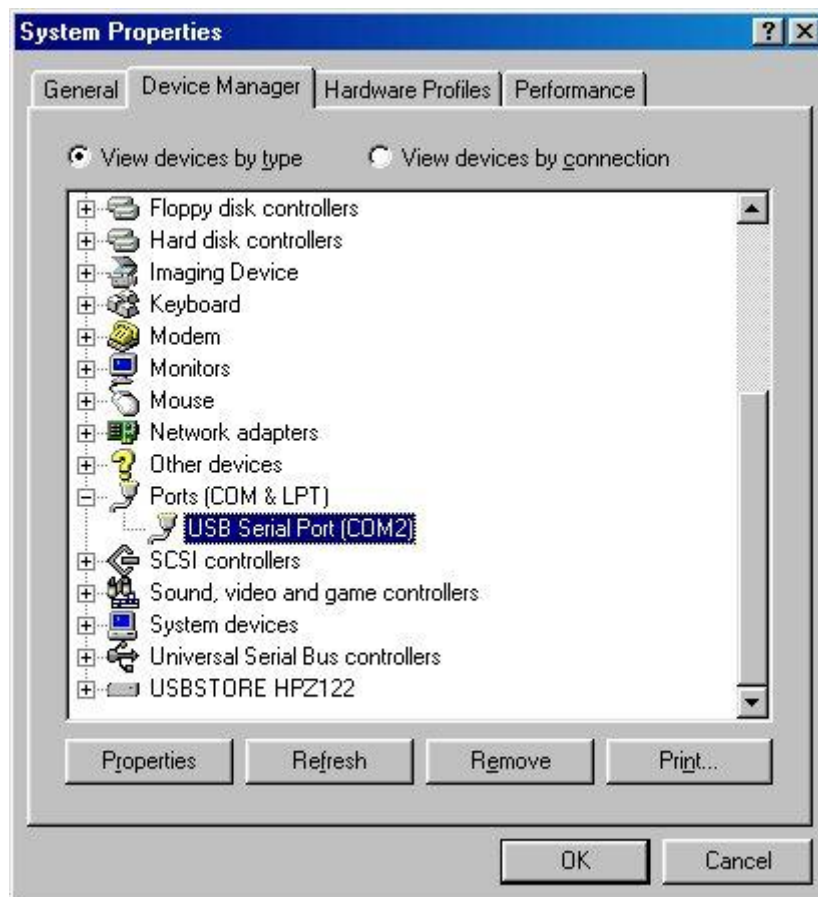 System Properties
General Device Manager Hardware Profiles Performance
View devices by type View devices by connection
Floppy disk controllers
Hard disk controllers
Imaging Device
Keyboard
Modem
Monitors
Mouse
Network adapters
Other devices
Ports (COM & LPT)
USB Serial Port (COM2)
SCSI controllers
Sound, video and game controllers
System devices
Universal Serial Bus controllers
USBSTORE HPZ122
Properties Refresh Remove Print...
OK Cancel